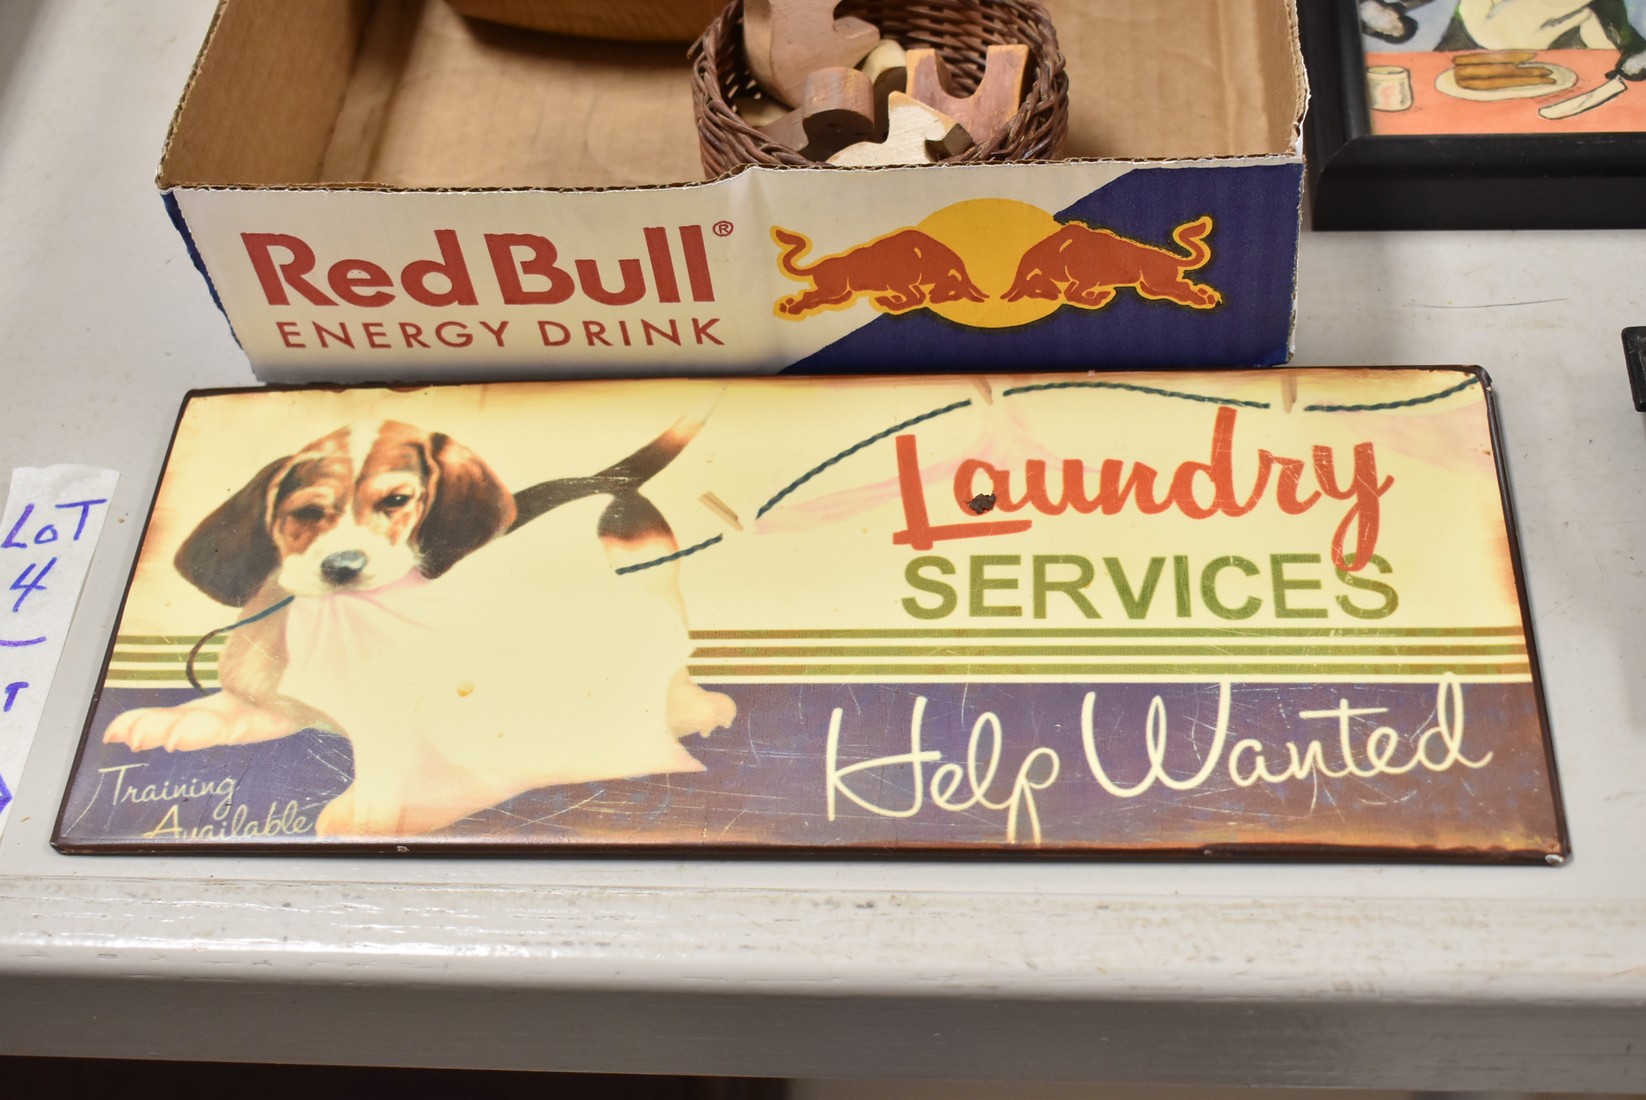 Red Bull®
ENERGY DRINK
LOT
4
T
Laundry
SERVICES
Help Wanted
Training
Available